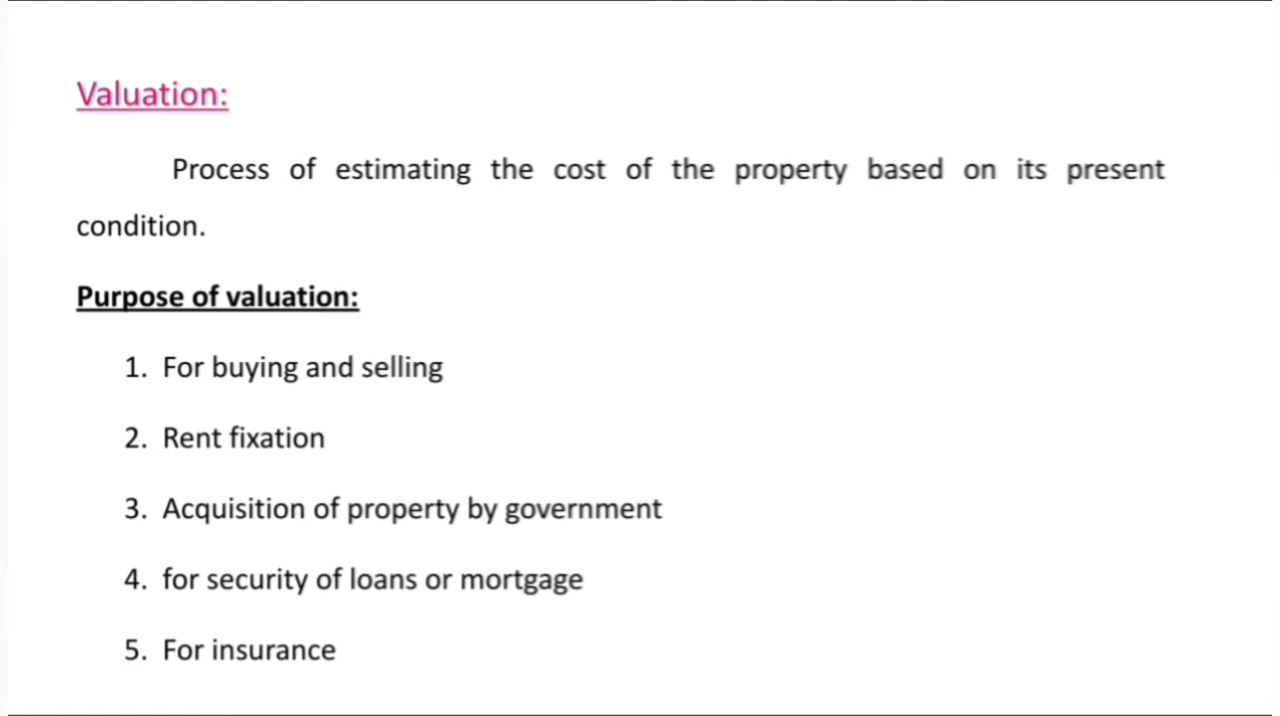 Valuation:
Process of estimating the cost of the property based on its present
condition.
Purpose of valuation:
1. For buying and selling
2. Rent fixation
3. Acquisition of property by government
4. for security of loans or mortgage
5. For insurance